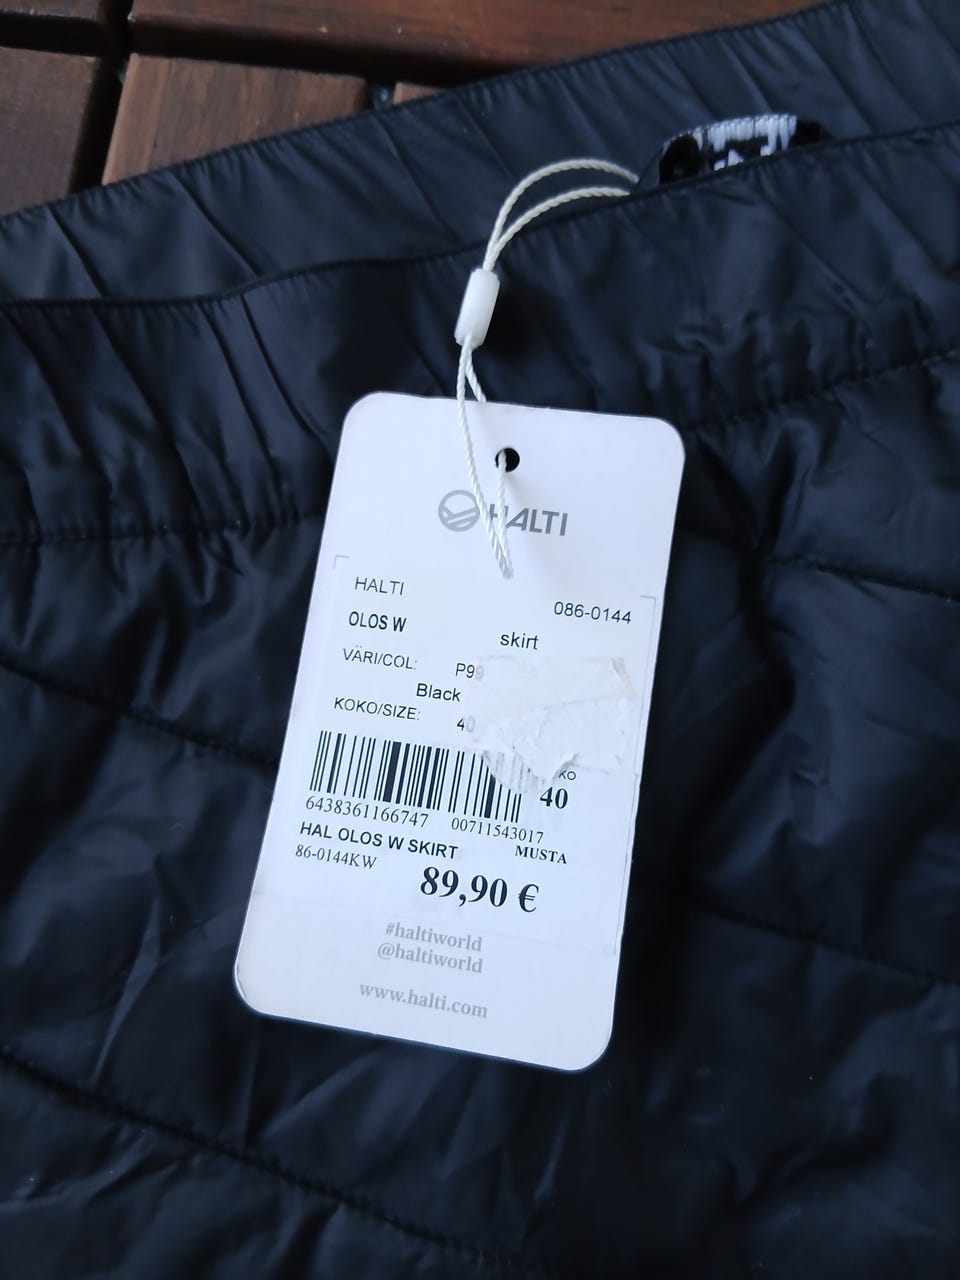 HALTI
HALTI
086-0144
OLOS W
skirt
VÄRI/COL: P99
Black
KOKO/SIZE: 40
KO
40
6438361166747
00711543017
HAL OLOS W SKIRT
MUSTA
86-0144KW
89,90 €
#haltiworld
@haltiworld
www.halti.com